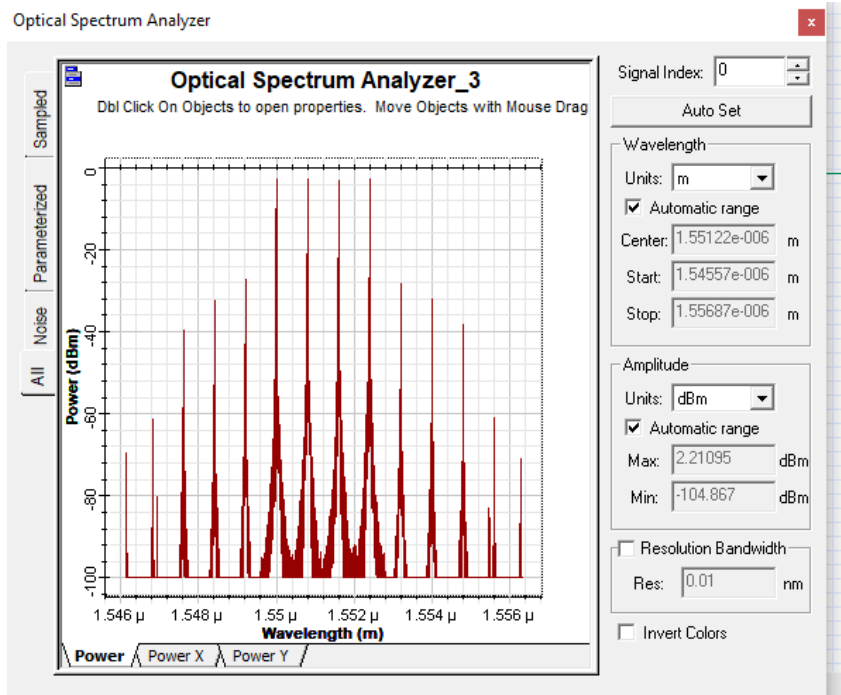 Optical Spectrum Analyzer
x
Sampled
Parameterized
Noise
All
Optical Spectrum Analyzer_3
Dbl Click On Objects to open properties. Move Objects with Mouse Drag
Power (dBm)
0
-20
-40
-60
-80
-100
1.546 µ 1.548 µ 1.55 µ 1.552 µ 1.554 µ 1.556 µ
Wavelength (m)
Power Power X Power Y
Signal Index: 0
Auto Set
Wavelength
Units: m
Automatic range
Center: 1.55122e-006 m
Start: 1.54557e-006 m
Stop: 1.55687e-006 m
Amplitude
Units: dBm
Automatic range
Max: 2.21095 dBm
Min: -104.867 dBm
Resolution Bandwidth
Res: 0.01 nm
Invert Colors